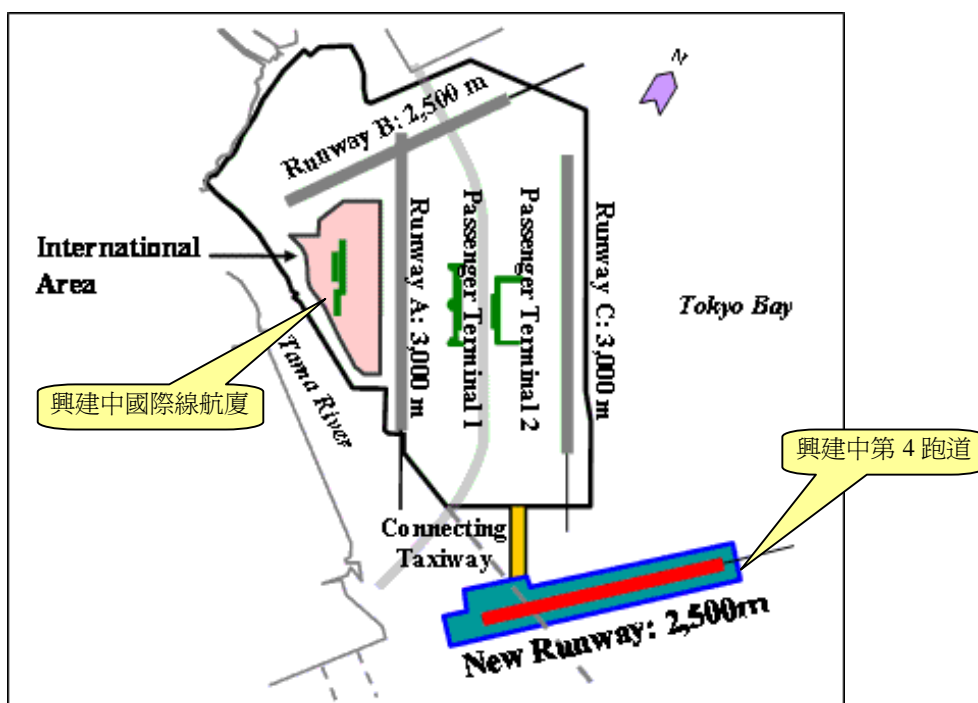 N
Runway B: 2,500 m
International
Area
Runway A: 3,000 m
Passenger Terminal 1
Passenger Terminal 2
Runway C: 3,000 m
Tokyo Bay
Tama River
興建中國際線航廈
興建中第 4 跑道
Connecting
Taxiway
New Runway: 2,500m